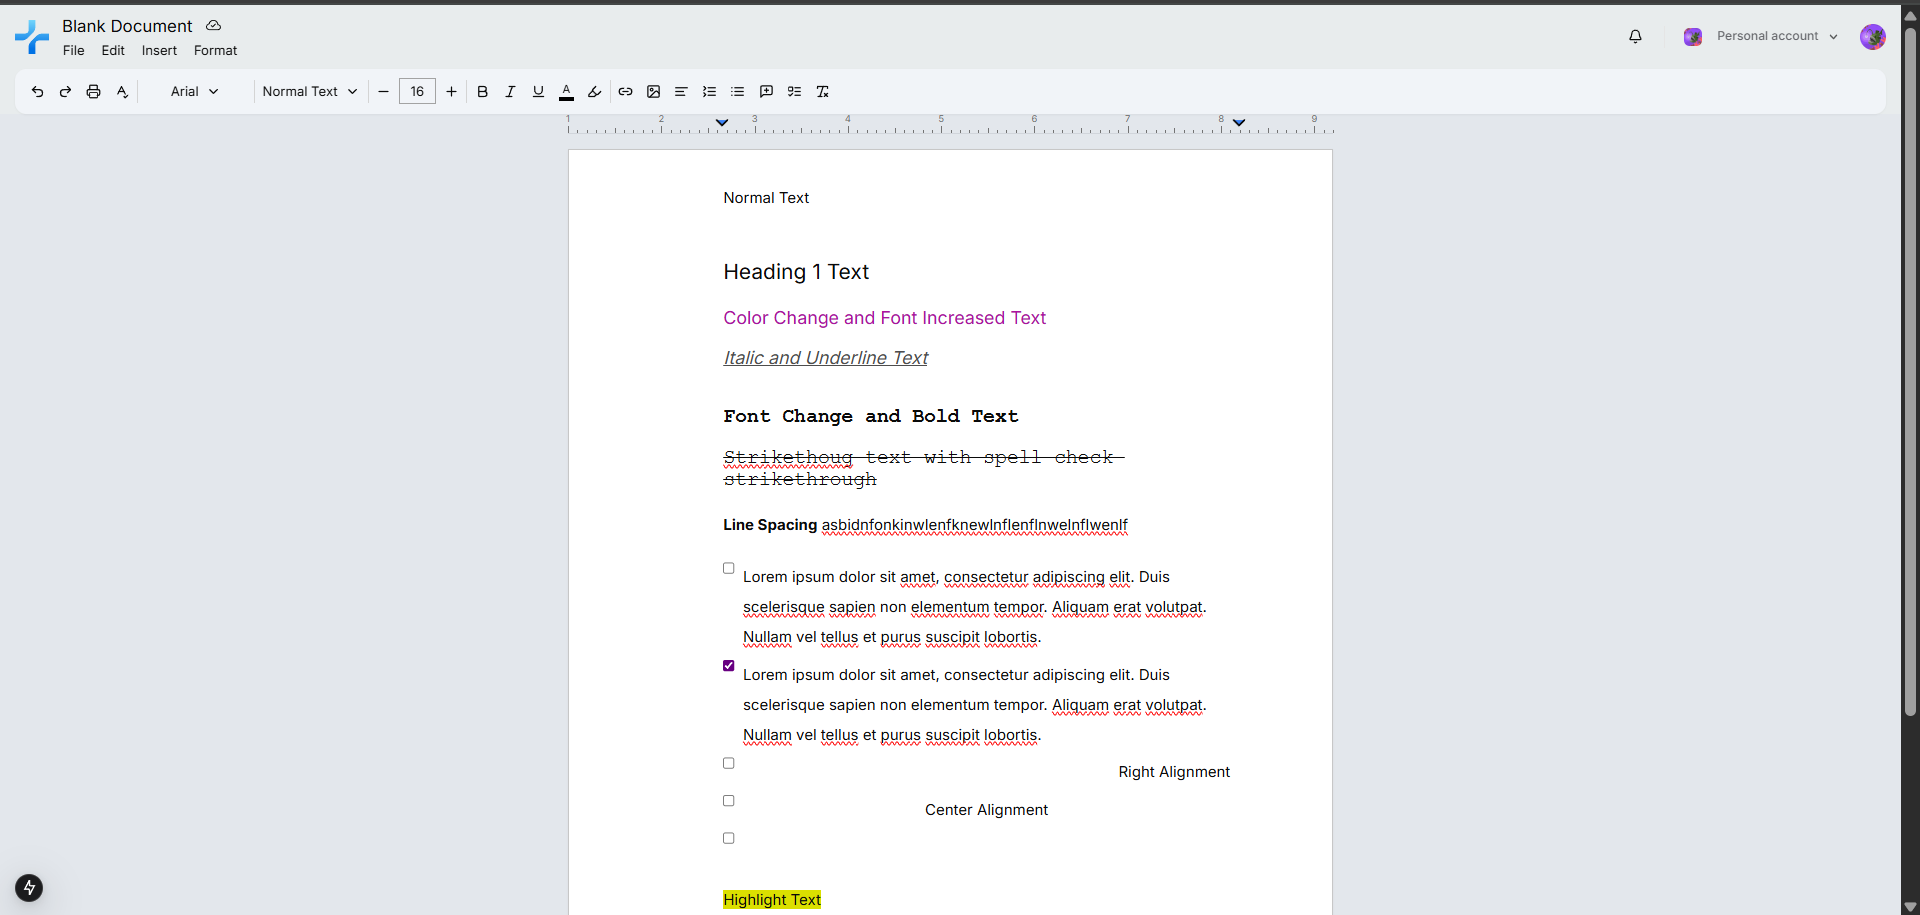 Blank Document
File Edit Insert Format
Personal account
Arial Normal Text 16
1 2 3 4 5 6 7 8 9
Normal Text
Heading 1 Text
Color Change and Font Increased Text
Italic and Underline Text
Font Change and Bold Text
Strikethoug text with spell check
strikethrough
Line Spacing asbidnfonkinwlenfknewlnflenflnwelnflwenlf
Lorem ipsum dolor sit amet, consectetur adipiscing elit. Duis
scelerisque sapien non elementum tempor. Aliquam erat volutpat.
Nullam vel tellus et purus suscipit lobortis.
Lorem ipsum dolor sit amet, consectetur adipiscing elit. Duis
scelerisque sapien non elementum tempor. Aliquam erat volutpat.
Nullam vel tellus et purus suscipit lobortis.
Right Alignment
Center Alignment
Highlight Text